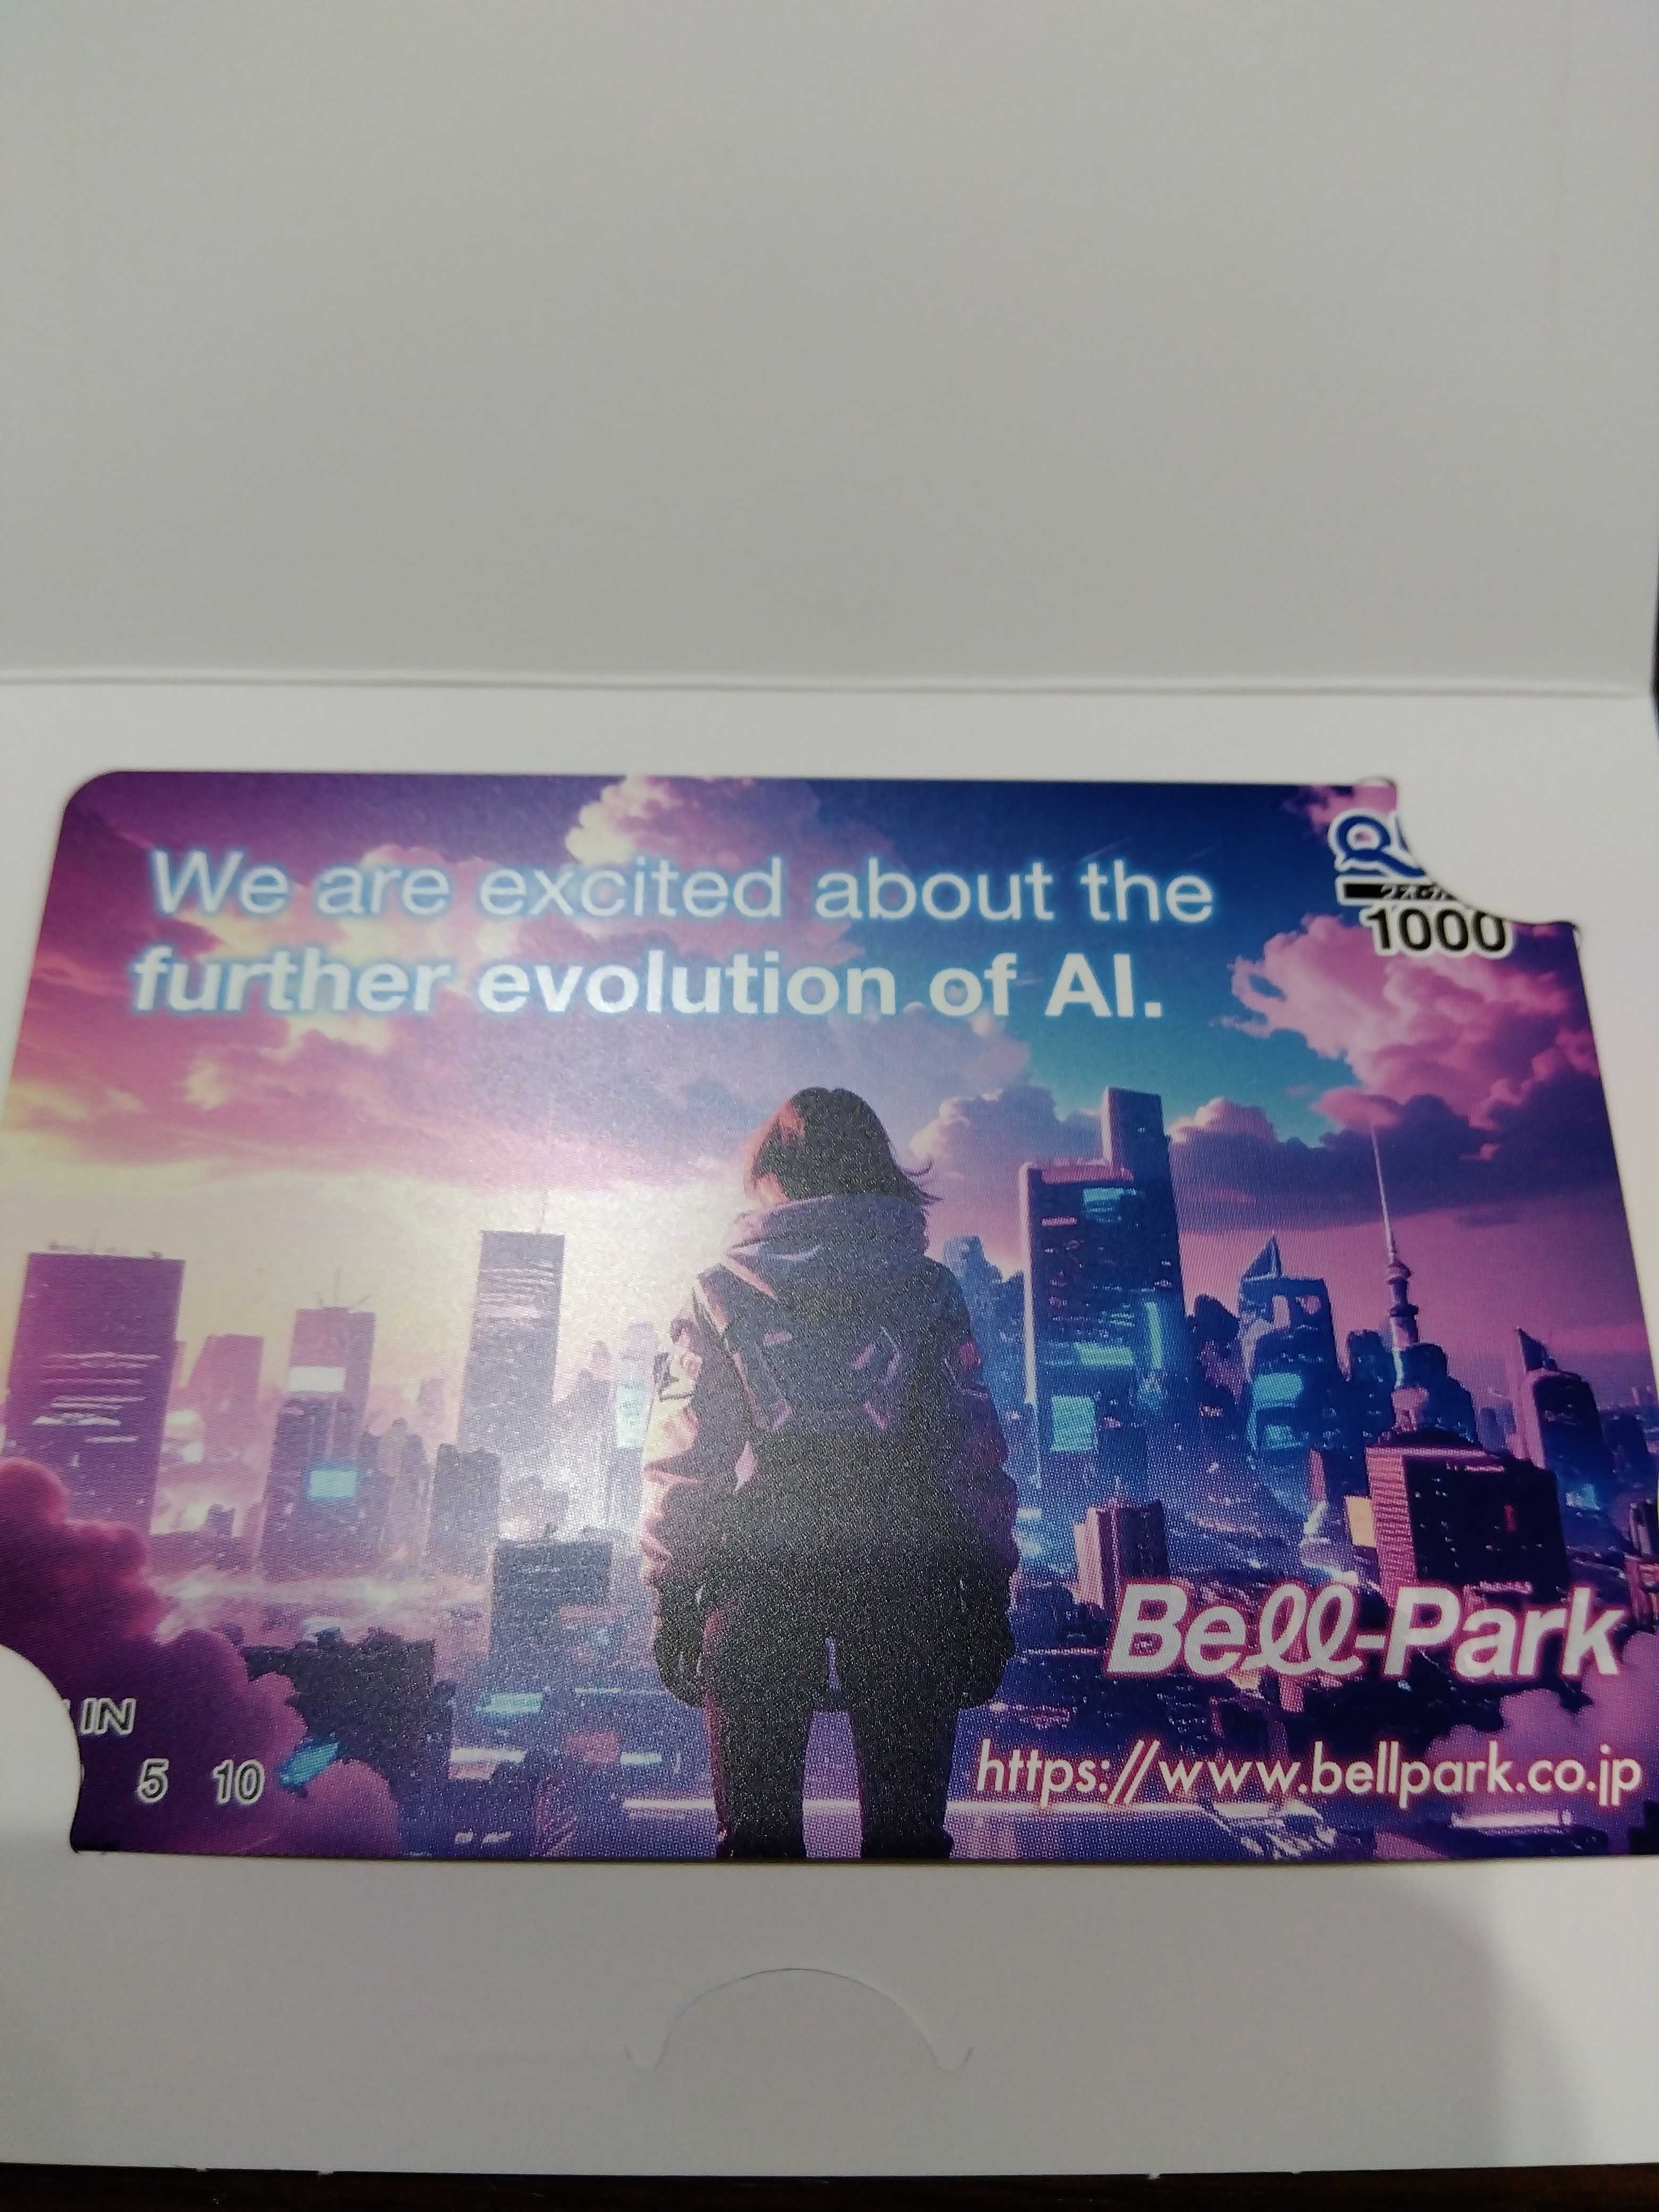 We are excited about the
further evolution of AI.
1000
Bell-Park
IN
5 10
https://www.bellpark.co.jp